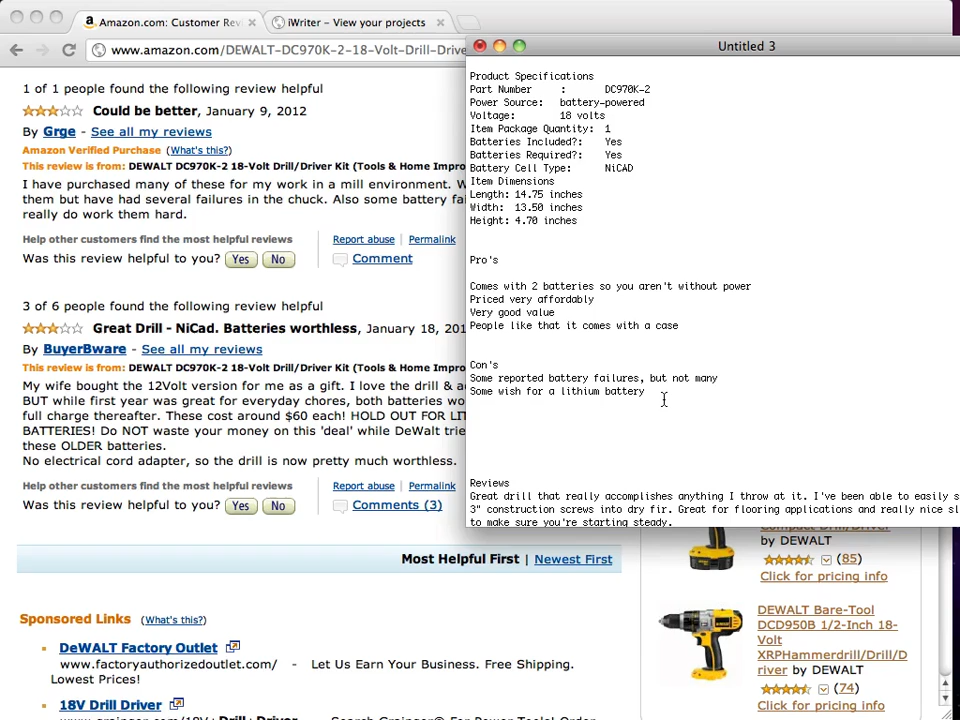 Amazon.com: Customer Rev
iWriter - View your projects
www.amazon.com/DEWALT-DC970K-2-18-Volt-Drill-Drive
1 of 1 people found the following review helpful
Could be better, January 9, 2012
By Grge - See all my reviews
Amazon Verified Purchase (What's this?)
This review is from: DEWALT DC970K-2 18-Volt Drill/Driver Kit (Tools & Home Impro
I have purchased many of these for my work in a mill environment. W
them but have had several failures in the chuck. Also some battery fa
really do work them hard.
Help other customers find the most helpful reviews
Report abuse | Permalink
Was this review helpful to you? Yes No
Comment
3 of 6 people found the following review helpful
Great Drill - NiCad. Batteries worthless, January 18, 201
By BuyerBware - See all my reviews
This review is from: DEWALT DC970K-2 18-Volt Drill/Driver Kit (Tools & Home Impro
My wife bought the 12Volt version for me as a gift. I love the drill & a
BUT while first year was great for everyday chores, both batteries wo
full charge thereafter. These cost around $60 each! HOLD OUT FOR LIT
BATTERIES! Do NOT waste your money on this 'deal' while DeWalt trie
these OLDER batteries.
No electrical cord adapter, so the drill is now pretty much worthless.
Help other customers find the most helpful reviews
Report abuse | Permalink
Was this review helpful to you? Yes No
Comments (3)
Most Helpful First | Newest First
Sponsored Links (What's this?)
DeWALT Factory Outlet
www.factoryauthorizedoutlet.com/ - Let Us Earn Your Business. Free Shipping.
Lowest Prices!
18V Drill Driver
Untitled 3
Product Specifications
Part Number : DC970K-2
Power Source: battery-powered
Voltage: 18 volts
Item Package Quantity: 1
Batteries Included?: Yes
Batteries Required?: Yes
Battery Cell Type: NiCAD
Item Dimensions
Length: 14.75 inches
Width: 13.50 inches
Height: 4.70 inches
Pro's
Comes with 2 batteries so you aren't without power
Priced very affordably
Very good value
People like that it comes with a case
Con's
Some reported battery failures, but not many
Some wish for a lithium battery
Reviews
Great drill that really accomplishes anything I throw at it. I've been able to easily s
3" construction screws into dry fir. Great for flooring applications and really nice sl
to make sure you're starting steady.
by DEWALT
(85)
Click for pricing info
DEWALT Bare-Tool
DCD950B 1/2-Inch 18-
Volt
XRPHammerdrill/Drill/D
river by DEWALT
(74)
Click for pricing info